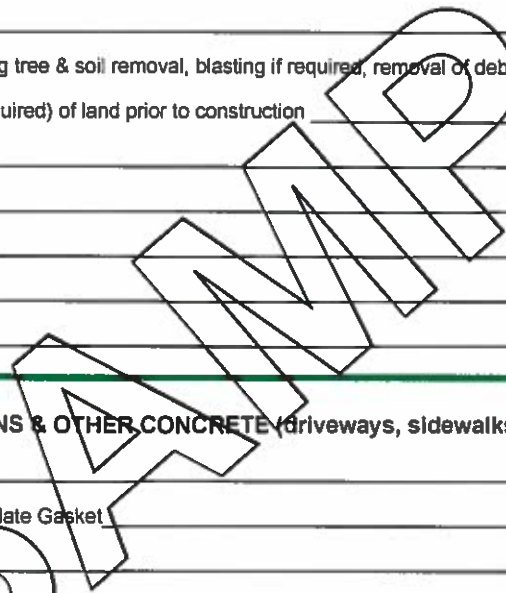 g tree & soil removal, blasting if required, removal of deb
uired) of land prior to construction
NS & OTHER CONCRETE (driveways, sidewalks
late Gasket
AMP